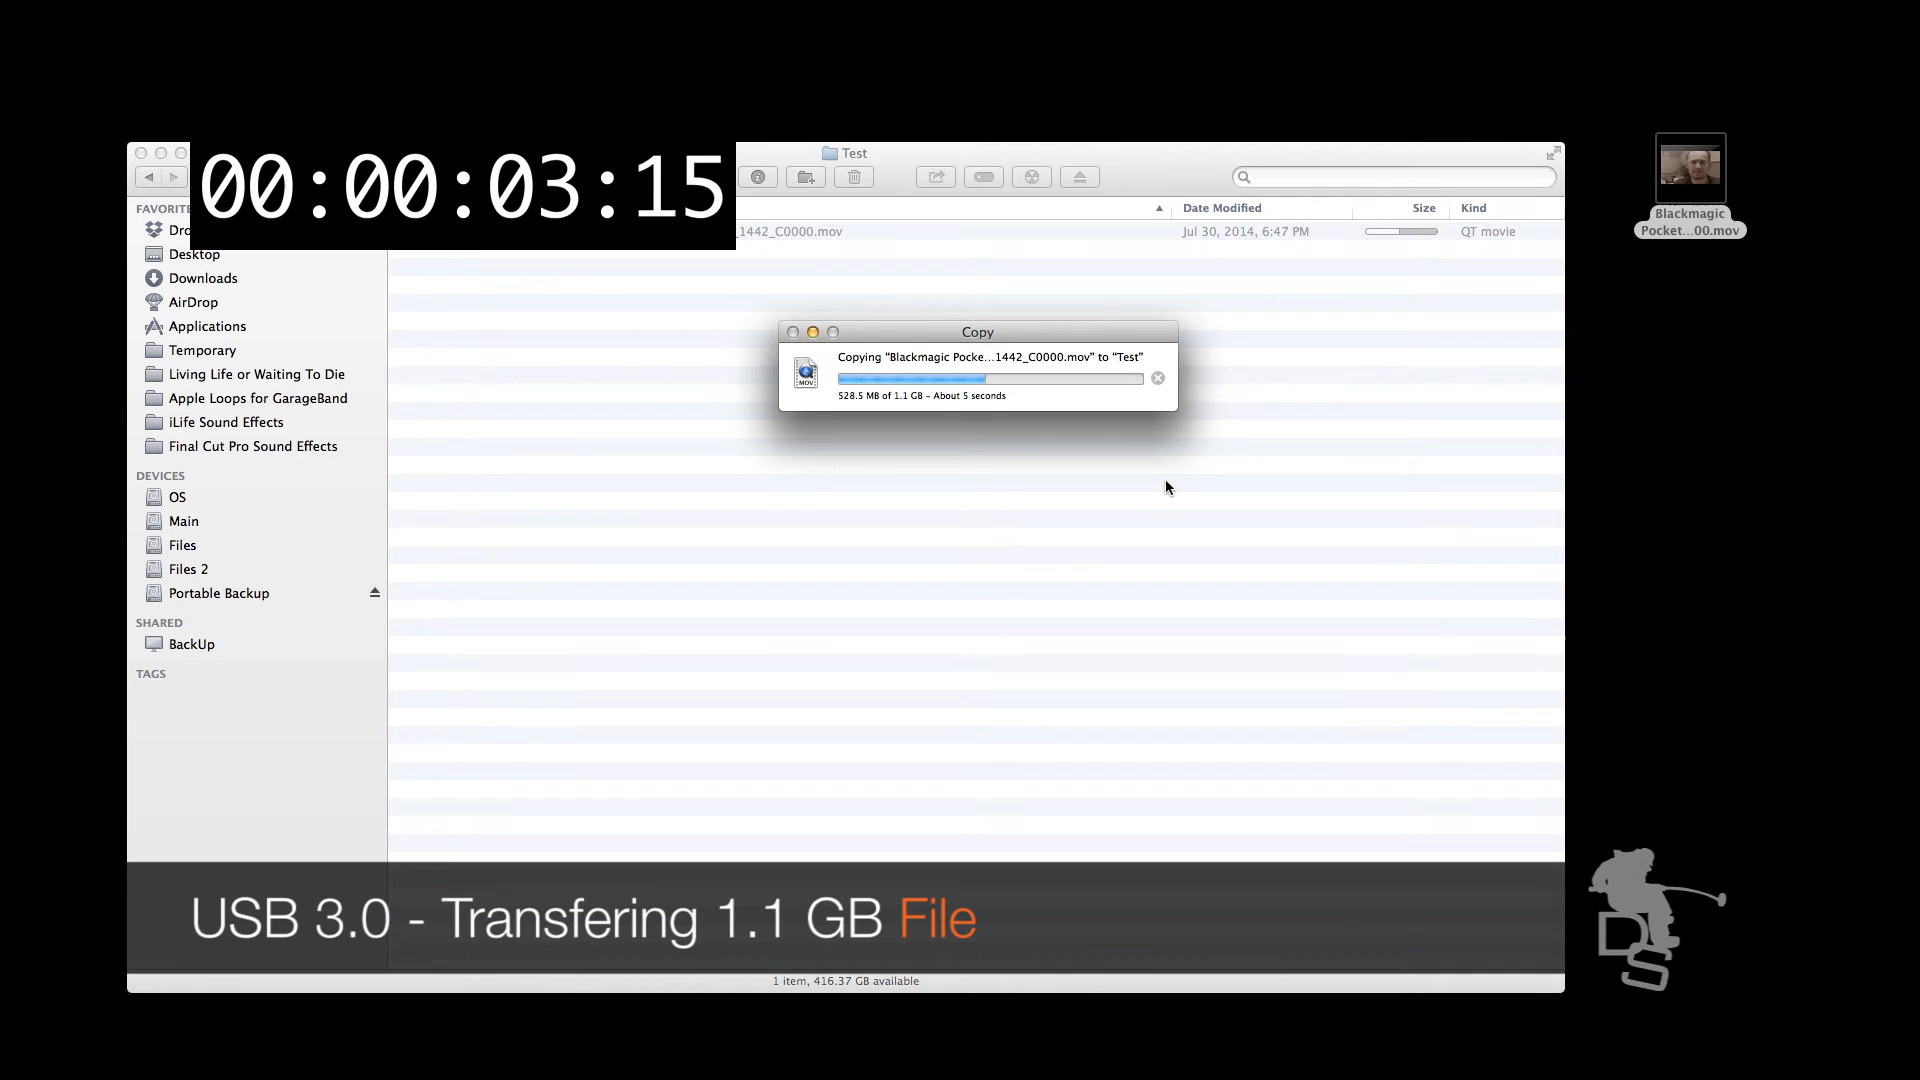 00:00:03:15
Test
FAVORITE
Date Modified
Size
Kind
Dro
_1442_C0000.mov
Jul 30, 2014, 6:47 PM
QT movie
Blackmagic
Pocket...00.mov
Desktop
Downloads
AirDrop
Applications
Temporary
Living Life or Waiting To Die
Apple Loops for GarageBand
iLife Sound Effects
Final Cut Pro Sound Effects
Copy
Copying “Blackmagic Pocke...1442_C0000.mov” to “Test”
MOV
528.5 MB of 1.1 GB – About 5 seconds
DEVICES
OS
Main
Files
Files 2
Portable Backup
SHARED
BackUp
TAGS
USB 3.0 - Transfering 1.1 GB File
DS
1 item, 416.37 GB available